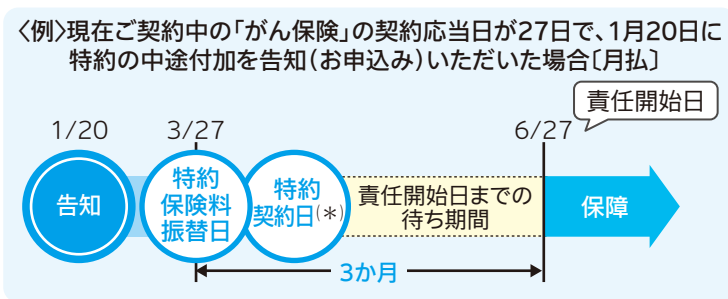 〈例〉現在ご契約中の「がん保険」の契約応当日が27日で、1月20日に
特約の中途付加を告知(お申込み)いただいた場合〔月払〕
責任開始日
1/20
3/27
6/27
告知
特約
保険料
振替日
特約
契約日(＊)
責任開始日までの
待ち期間
保障
3か月